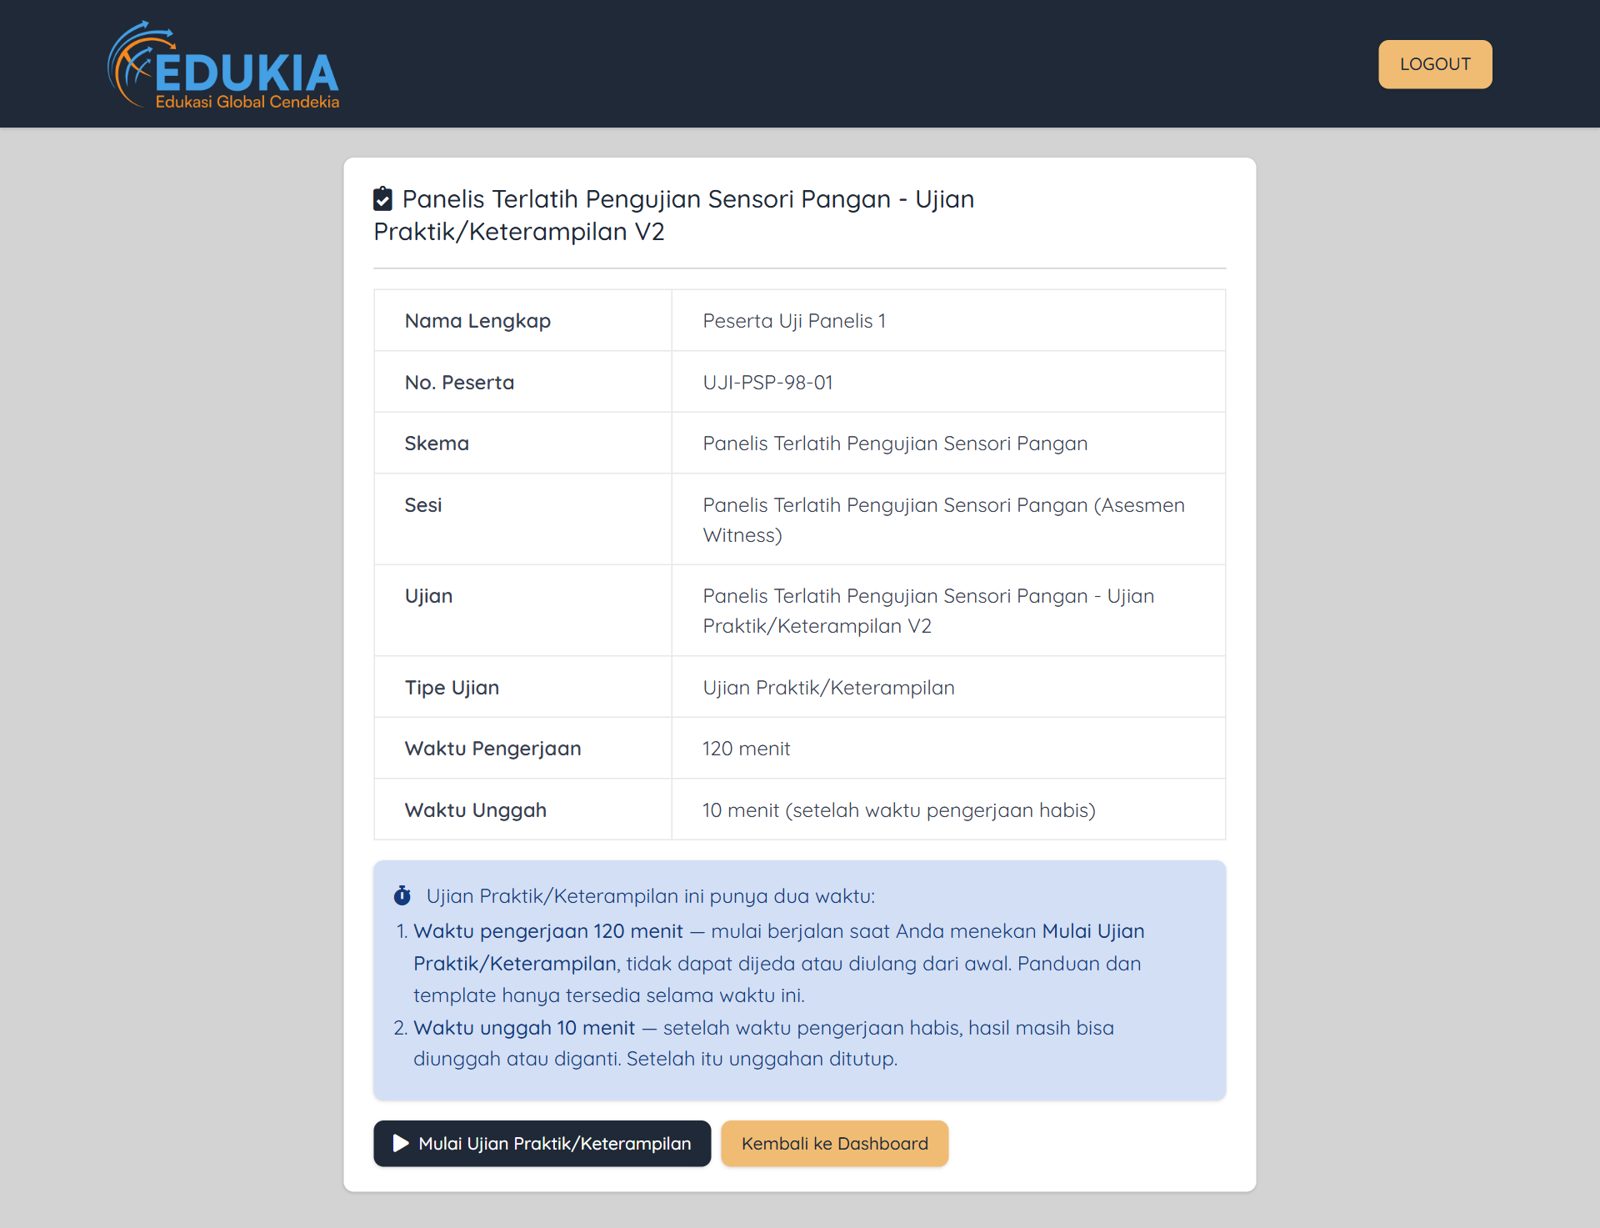 EDUKIA
Edukasi Global Cendekia
LOGOUT
Panelis Terlatih Pengujian Sensori Pangan - Ujian
Praktik/Keterampilan V2
Nama Lengkap
Peserta Uji Panelis 1
No. Peserta
UJI-PSP-98-01
Skema
Panelis Terlatih Pengujian Sensori Pangan
Sesi
Panelis Terlatih Pengujian Sensori Pangan (Asesmen
Witness)
Ujian
Panelis Terlatih Pengujian Sensori Pangan - Ujian
Praktik/Keterampilan V2
Tipe Ujian
Ujian Praktik/Keterampilan
Waktu Pengerjaan
120 menit
Waktu Unggah
10 menit (setelah waktu pengerjaan habis)
Ujian Praktik/Keterampilan ini punya dua waktu:
1. Waktu pengerjaan 120 menit — mulai berjalan saat Anda menekan Mulai Ujian
Praktik/Keterampilan, tidak dapat dijeda atau diulang dari awal. Panduan dan
template hanya tersedia selama waktu ini.
2. Waktu unggah 10 menit — setelah waktu pengerjaan habis, hasil masih bisa
diunggah atau diganti. Setelah itu unggahan ditutup.
Mulai Ujian Praktik/Keterampilan
Kembali ke Dashboard